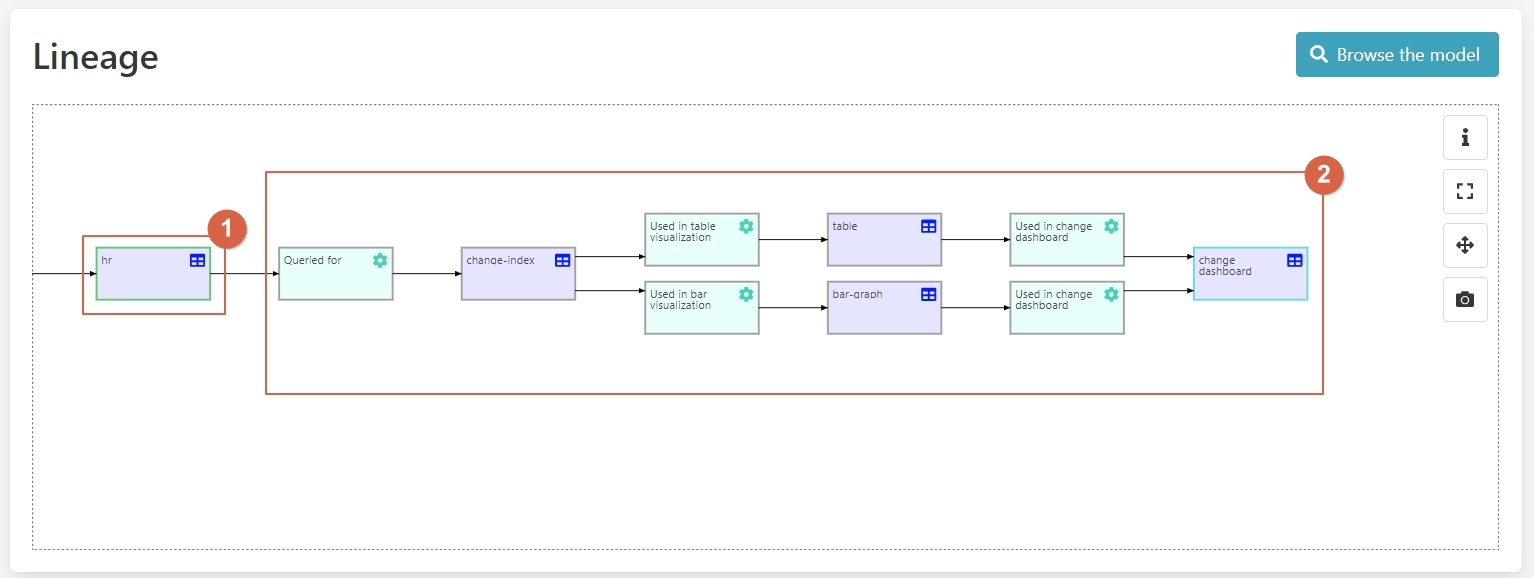 Lineage
Browse the model
1
2
hr
Queried for
change-index
Used in table
visualization
table
Used in change
dashboard
Used in bar
visualization
bar-graph
Used in change
dashboard
change
dashboard